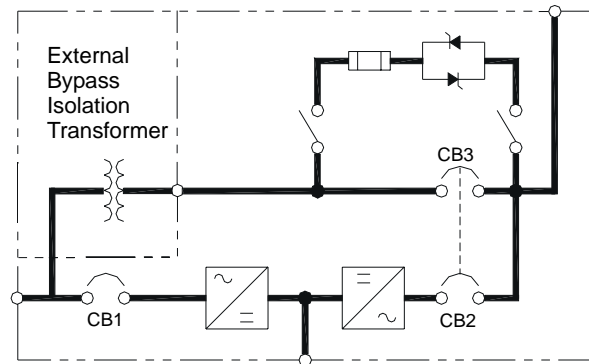 External
Bypass
Isolation
Transformer
CB3
CB1
CB2